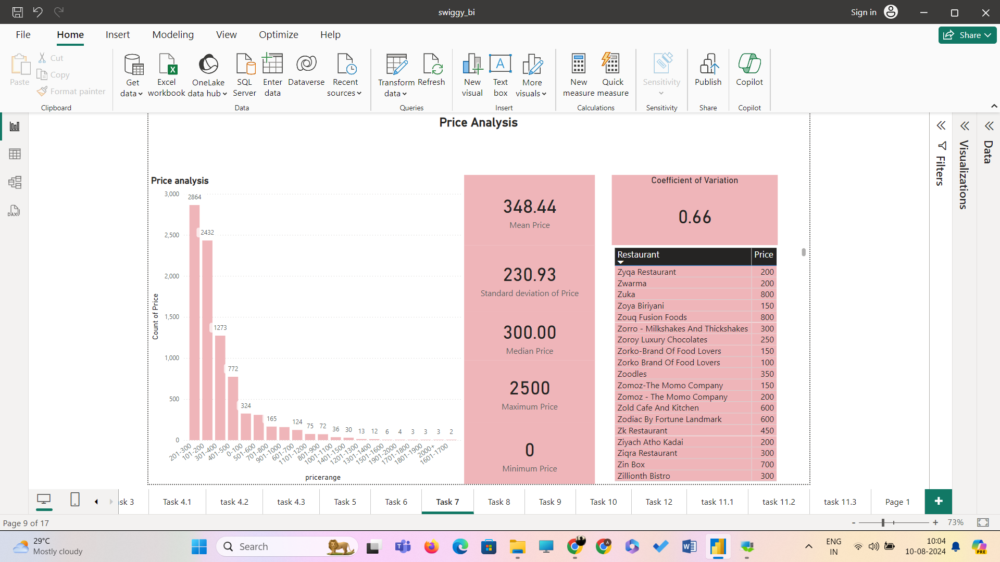 swiggy_bi
Sign in
File Home Insert Modeling View Optimize Help
Share
Paste
Cut
Copy
Format painter
Clipboard
Get data
Excel workbook
OneLake data hub
SQL Server
Enter data
Dataverse
Recent sources
Data
Transform data
Refresh
Queries
New visual
Text box
More visuals
Insert
New measure
Quick measure
Calculations
Sensitivity
Sensitivity
Publish
Share
Copilot
Copilot
DAX
Price Analysis
Price analysis
Count of Price
3,000
2,500
2,000
1,500
1,000
500
0
2864
2432
1273
772
324
165
124
75
72
36
30
13
12
6
4
3
3
3
2
201-300
101-200
301-400
401-500
0-100
501-600
701-800
901-1000
601-700
1101-1200
801-900
1001-1100
1401-1500
1201-1300
1301-1400
1501-1600
1901-2000
1701-1800
1801-1900
2000+
1601-1700
pricerange
348.44
Mean Price
230.93
Standard deviation of Price
300.00
Median Price
2500
Maximum Price
0
Minimum Price
Coefficient of Variation
0.66
Restaurant Price
Zyqa Restaurant 200
Zwarma 200
Zuka 800
Zoya Biriyani 150
Zouq Fusion Foods 800
Zorro - Milkshakes And Thickshakes 300
Zoroy Luxury Chocolates 250
Zorko-Brand Of Food Lovers 150
Zorko Brand Of Food Lovers 100
Zoodles 350
Zomoz-The Momo Company 150
Zomoz - The Momo Company 200
Zold Cafe And Kitchen 600
Zodiac By Fortune Landmark 600
Zk Restaurant 450
Ziyach Atho Kadai 200
Ziqra Restaurant 300
Zin Box 700
Zillionth Bistro 300
Filters
Visualizations
Data
sk 3 Task 4.1 task 4.2 task 4.3 Task 5 Task 6 Task 7 Task 8 Task 9 Task 10 Task 12 task 11.1 task 11.2 task 11.3 Page 1 +
Page 9 of 17
- + 73%
29°C
Mostly cloudy
Search
ENG
IN
10:04
10-08-2024
PRE